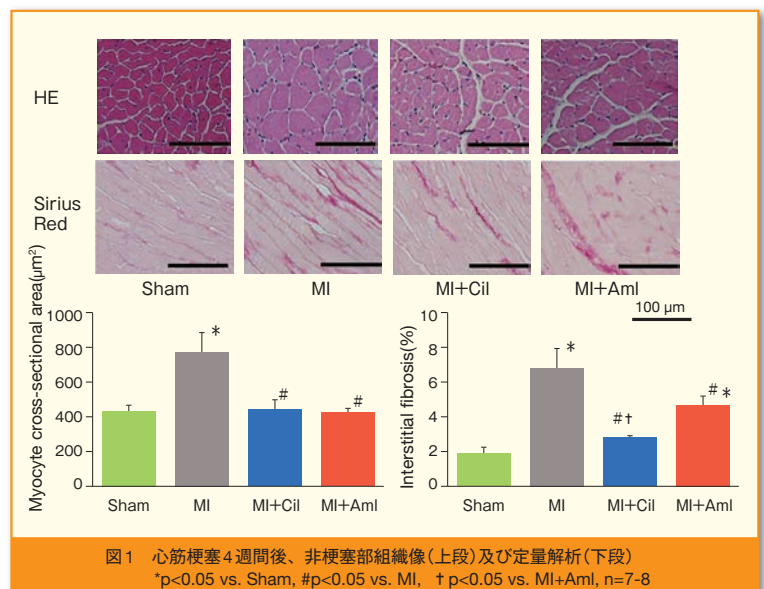 HE
Sirius
Red
Sham MI MI+Cil MI+Aml
100 μm
Myocyte cross-sectional area(μm²)
1000
800
600
400
200
0
* # #
Sham MI MI+Cil MI+Aml
Interstitial fibrosis(%)
10
8
6
4
2
0
* #† #*
Sham MI MI+Cil MI+Aml
図1 心筋梗塞4週間後、非梗塞部組織像(上段)及び定量解析(下段)
*p<0.05 vs. Sham, #p<0.05 vs. MI, †p<0.05 vs. MI+Aml, n=7-8